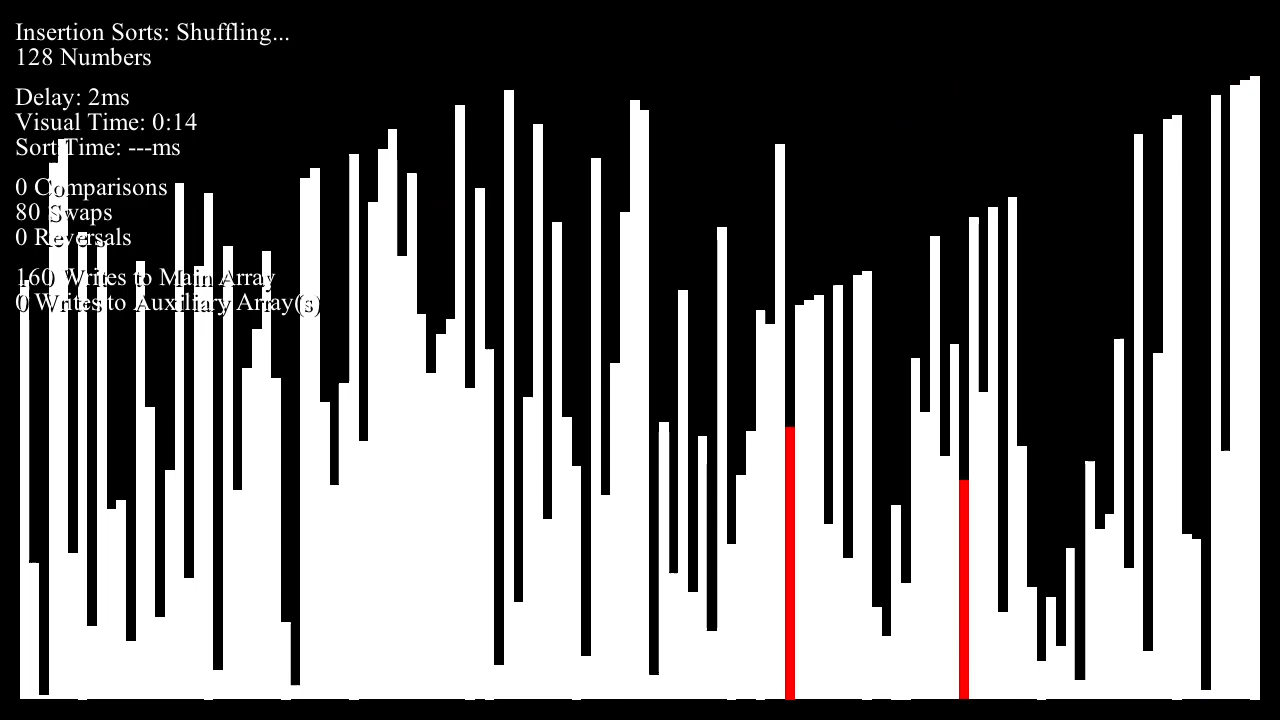 Insertion Sorts: Shuffling...
128 Numbers
Delay: 2ms
Visual Time: 0:14
Sort Time: ---ms
0 Comparisons
80 Swaps
0 Reversals
160 Writes to Main Array
0 Writes to Auxiliary Array(s)